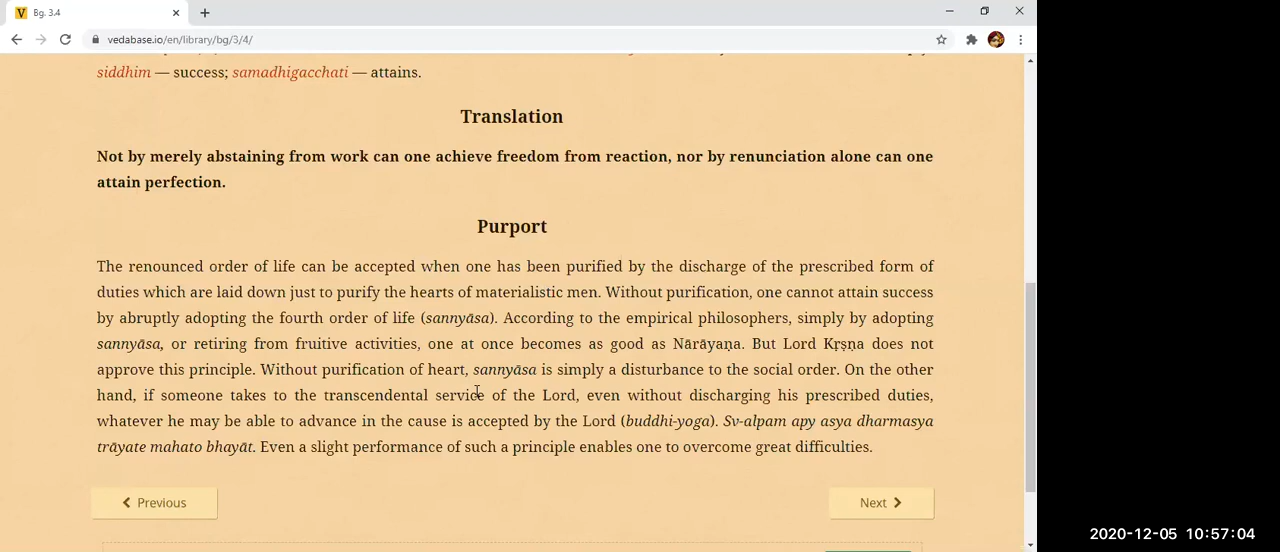 Bg. 3.4
vedabase.io/en/library/bg/3/4/
siddhim — success; samadhigacchati — attains.
Translation
Not by merely abstaining from work can one achieve freedom from reaction, nor by renunciation alone can one
attain perfection.
Purport
The renounced order of life can be accepted when one has been purified by the discharge of the prescribed form of
duties which are laid down just to purify the hearts of materialistic men. Without purification, one cannot attain success
by abruptly adopting the fourth order of life (sannyāsa). According to the empirical philosophers, simply by adopting
sannyāsa, or retiring from fruitive activities, one at once becomes as good as Nārāyaṇa. But Lord Kṛṣṇa does not
approve this principle. Without purification of heart, sannyāsa is simply a disturbance to the social order. On the other
hand, if someone takes to the transcendental service of the Lord, even without discharging his prescribed duties,
whatever he may be able to advance in the cause is accepted by the Lord (buddhi-yoga). Sv-alpam apy asya dharmasya
trāyate mahato bhayāt. Even a slight performance of such a principle enables one to overcome great difficulties.
Previous
Next
2020-12-05 10:57:04